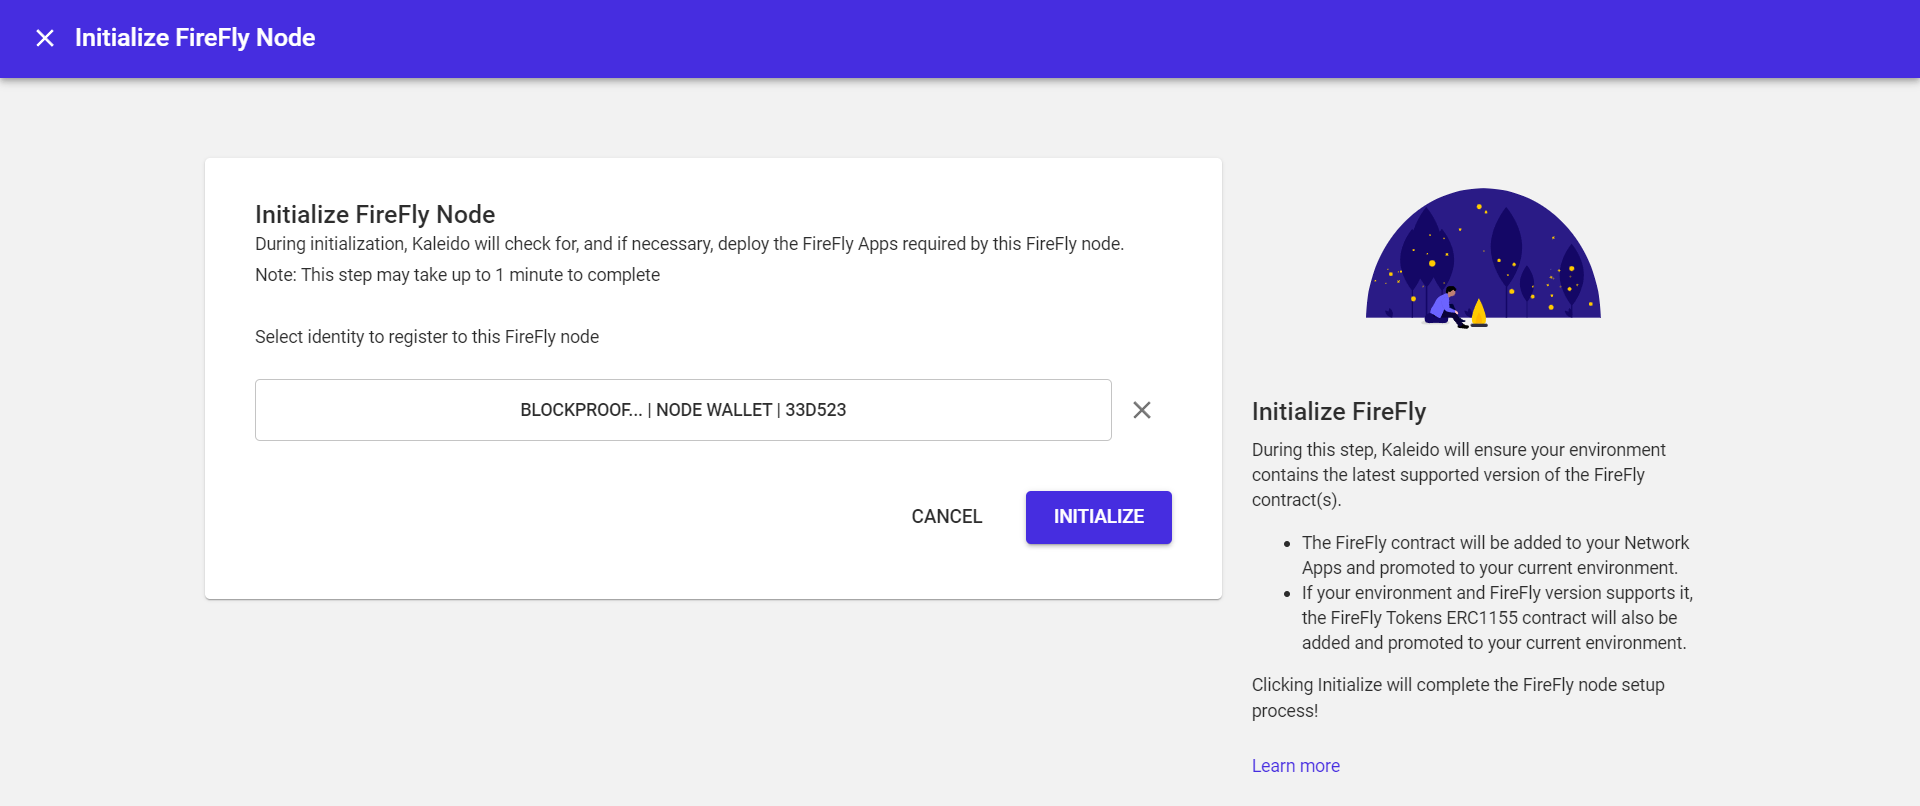 Initialize FireFly Node
Initialize FireFly Node
During initialization, Kaleido will check for, and if necessary, deploy the FireFly Apps required by this FireFly node.
Note: This step may take up to 1 minute to complete
Select identity to register to this FireFly node
BLOCKPROOF... | NODE WALLET | 33D523
CANCEL
INITIALIZE
Initialize FireFly
During this step, Kaleido will ensure your environment
contains the latest supported version of the FireFly
contract(s).
The FireFly contract will be added to your Network
Apps and promoted to your current environment.
If your environment and FireFly version supports it,
the FireFly Tokens ERC1155 contract will also be
added and promoted to your current environment.
Clicking Initialize will complete the FireFly node setup
process!
Learn more